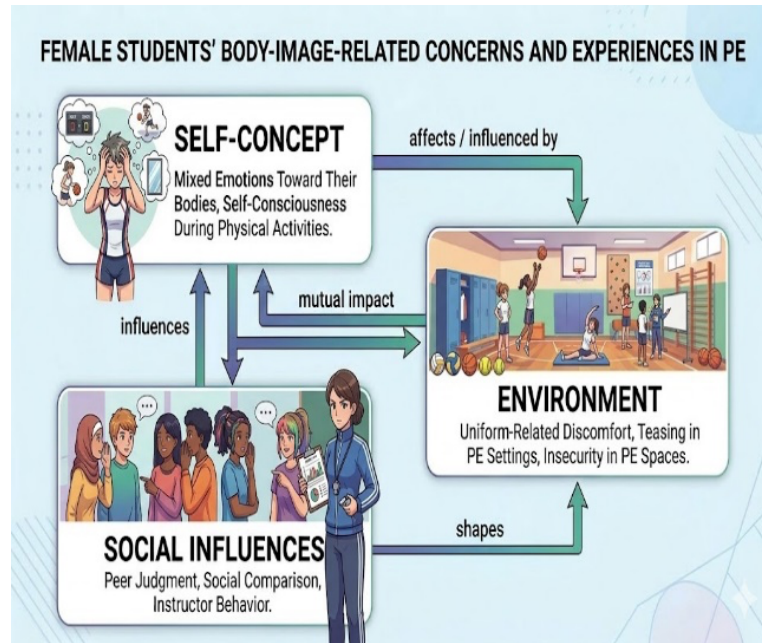 FEMALE STUDENTS' BODY-IMAGE-RELATED CONCERNS AND EXPERIENCES IN PE
SELF-CONCEPT
Mixed Emotions Toward Their
Bodies, Self-Consciousness
During Physical Activities.
affects / influenced by
mutual impact
influences
ENVIRONMENT
Uniform-Related Discomfort, Teasing in
PE Settings, Insecurity in PE Spaces.
SOCIAL INFLUENCES
Peer Judgment, Social Comparison,
Instructor Behavior.
shapes